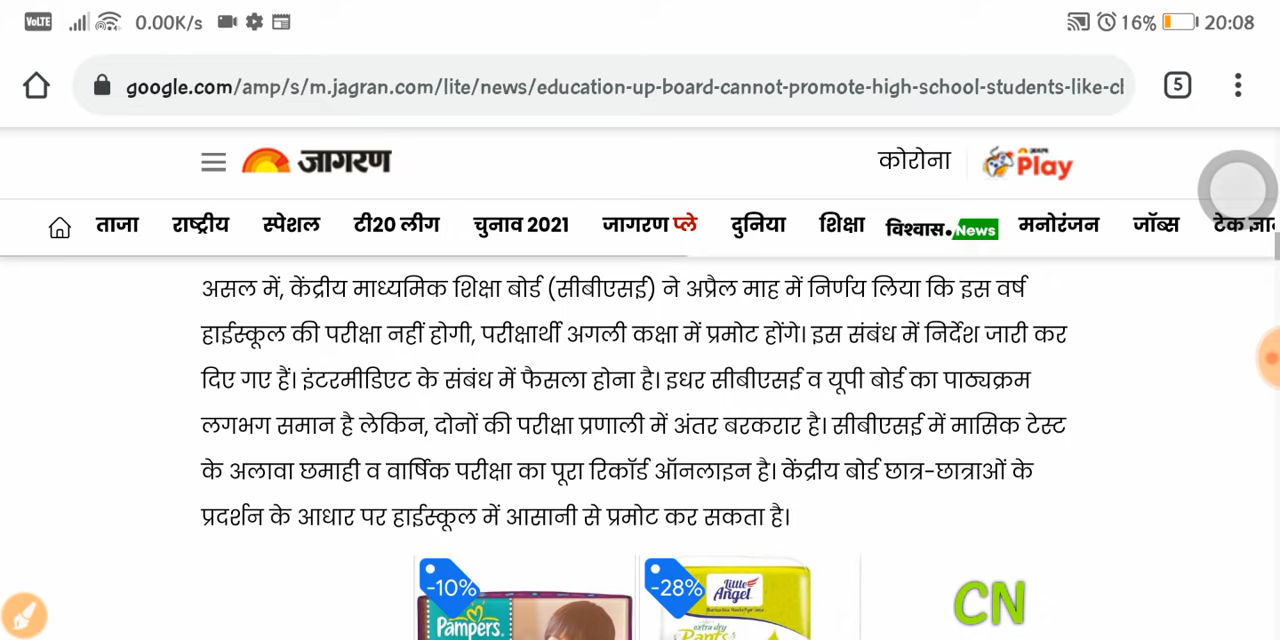 VoLTE 0.00K/s 16% 20:08
google.com/amp/s/m.jagran.com/lite/news/education-up-board-cannot-promote-high-school-students-like-cl 5
जागरण कोरोना जागरण Play
ताजा राष्ट्रीय स्पेशल टी20 लीग चुनाव 2021 जागरण प्ले दुनिया शिक्षा विश्वास.News मनोरंजन जॉब्स टेक ज्ञान
असल में, केंद्रीय माध्यमिक शिक्षा बोर्ड (सीबीएसई) ने अप्रैल माह में निर्णय लिया कि इस वर्ष
हाईस्कूल की परीक्षा नहीं होगी, परीक्षार्थी अगली कक्षा में प्रमोट होंगे। इस संबंध में निर्देश जारी कर
दिए गए हैं। इंटरमीडिएट के संबंध में फैसला होना है। इधर सीबीएसई व यूपी बोर्ड का पाठ्यक्रम
लगभग समान है लेकिन, दोनों की परीक्षा प्रणाली में अंतर बरकरार है। सीबीएसई में मासिक टेस्ट
के अलावा छमाही व वार्षिक परीक्षा का पूरा रिकॉर्ड ऑनलाइन है। केंद्रीय बोर्ड छात्र-छात्राओं के
प्रदर्शन के आधार पर हाईस्कूल में आसानी से प्रमोट कर सकता है।
-10% -28% Little Angel
extra dry
Pampers Pants
CN